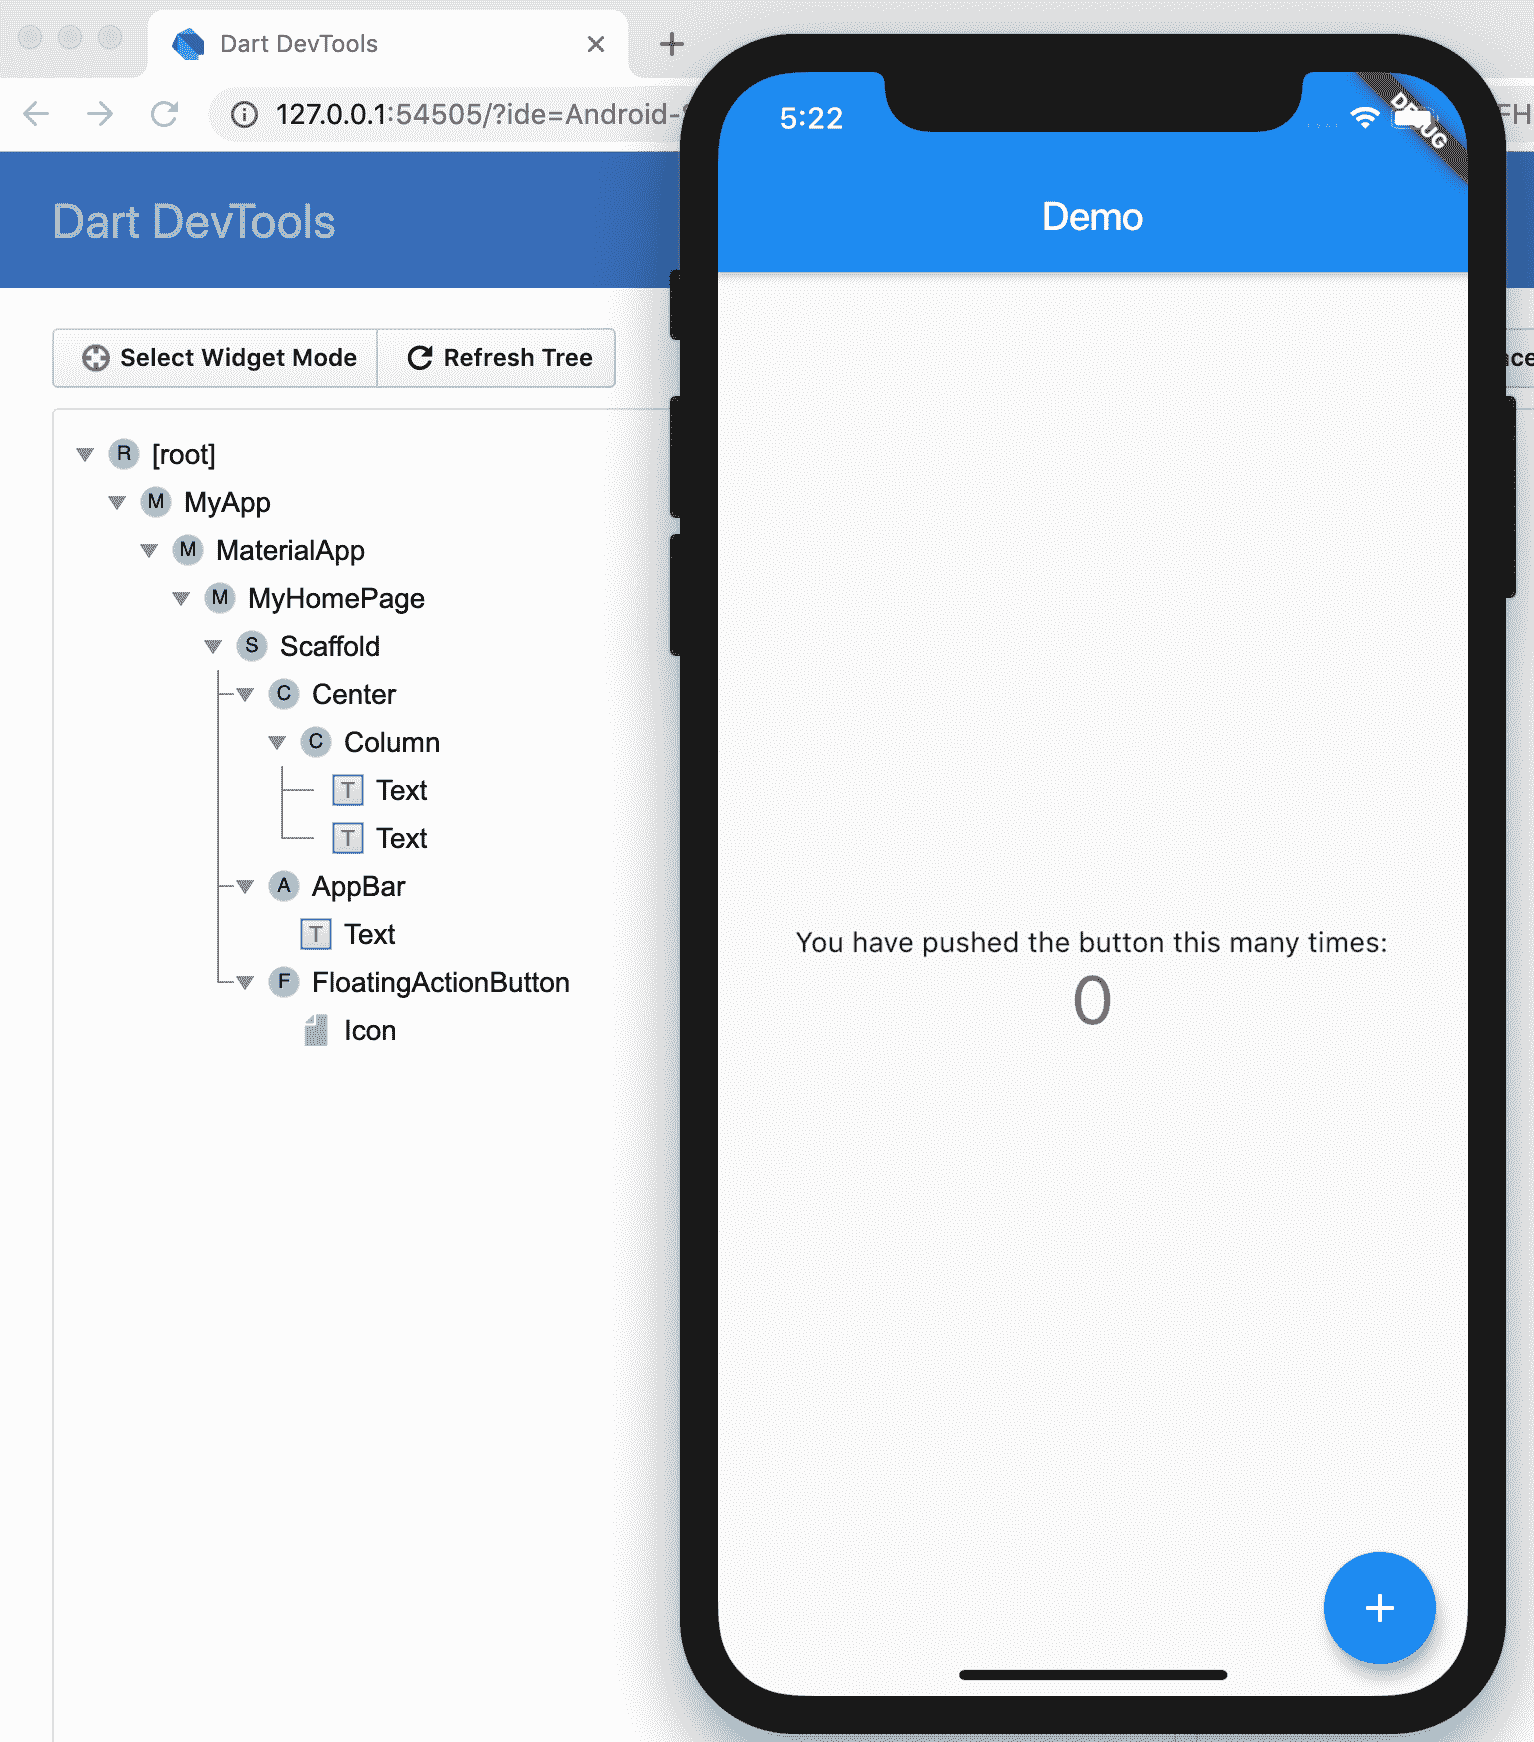 Dart DevTools
127.0.0.1:54505/?ide=Android-
FH
Dart DevTools
Select Widget Mode
Refresh Tree
R [root]
M MyApp
M MaterialApp
M MyHomePage
S Scaffold
C Center
C Column
T Text
T Text
A AppBar
T Text
F FloatingActionButton
Icon
5:22
DEBUG
Demo
You have pushed the button this many times:
0